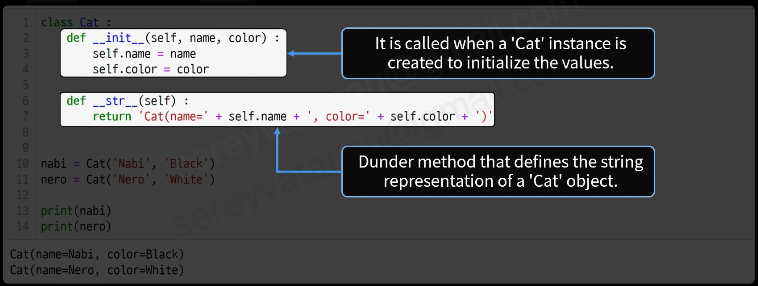 1 class Cat :
2 def __init__(self, name, color) :
3 self.name = name
4 self.color = color
It is called when a 'Cat' instance is
created to initialize the values.
5
6 def __str__(self) :
7 return 'Cat(name=' + self.name + ', color=' + self.color + ')'
8
9
Dunder method that defines the string
representation of a 'Cat' object.
10 nabi = Cat('Nabi', 'Black')
11 nero = Cat('Nero', 'White')
12
13 print(nabi)
14 print(nero)
Cat(name=Nabi, color=Black)
Cat(name=Nero, color=White)